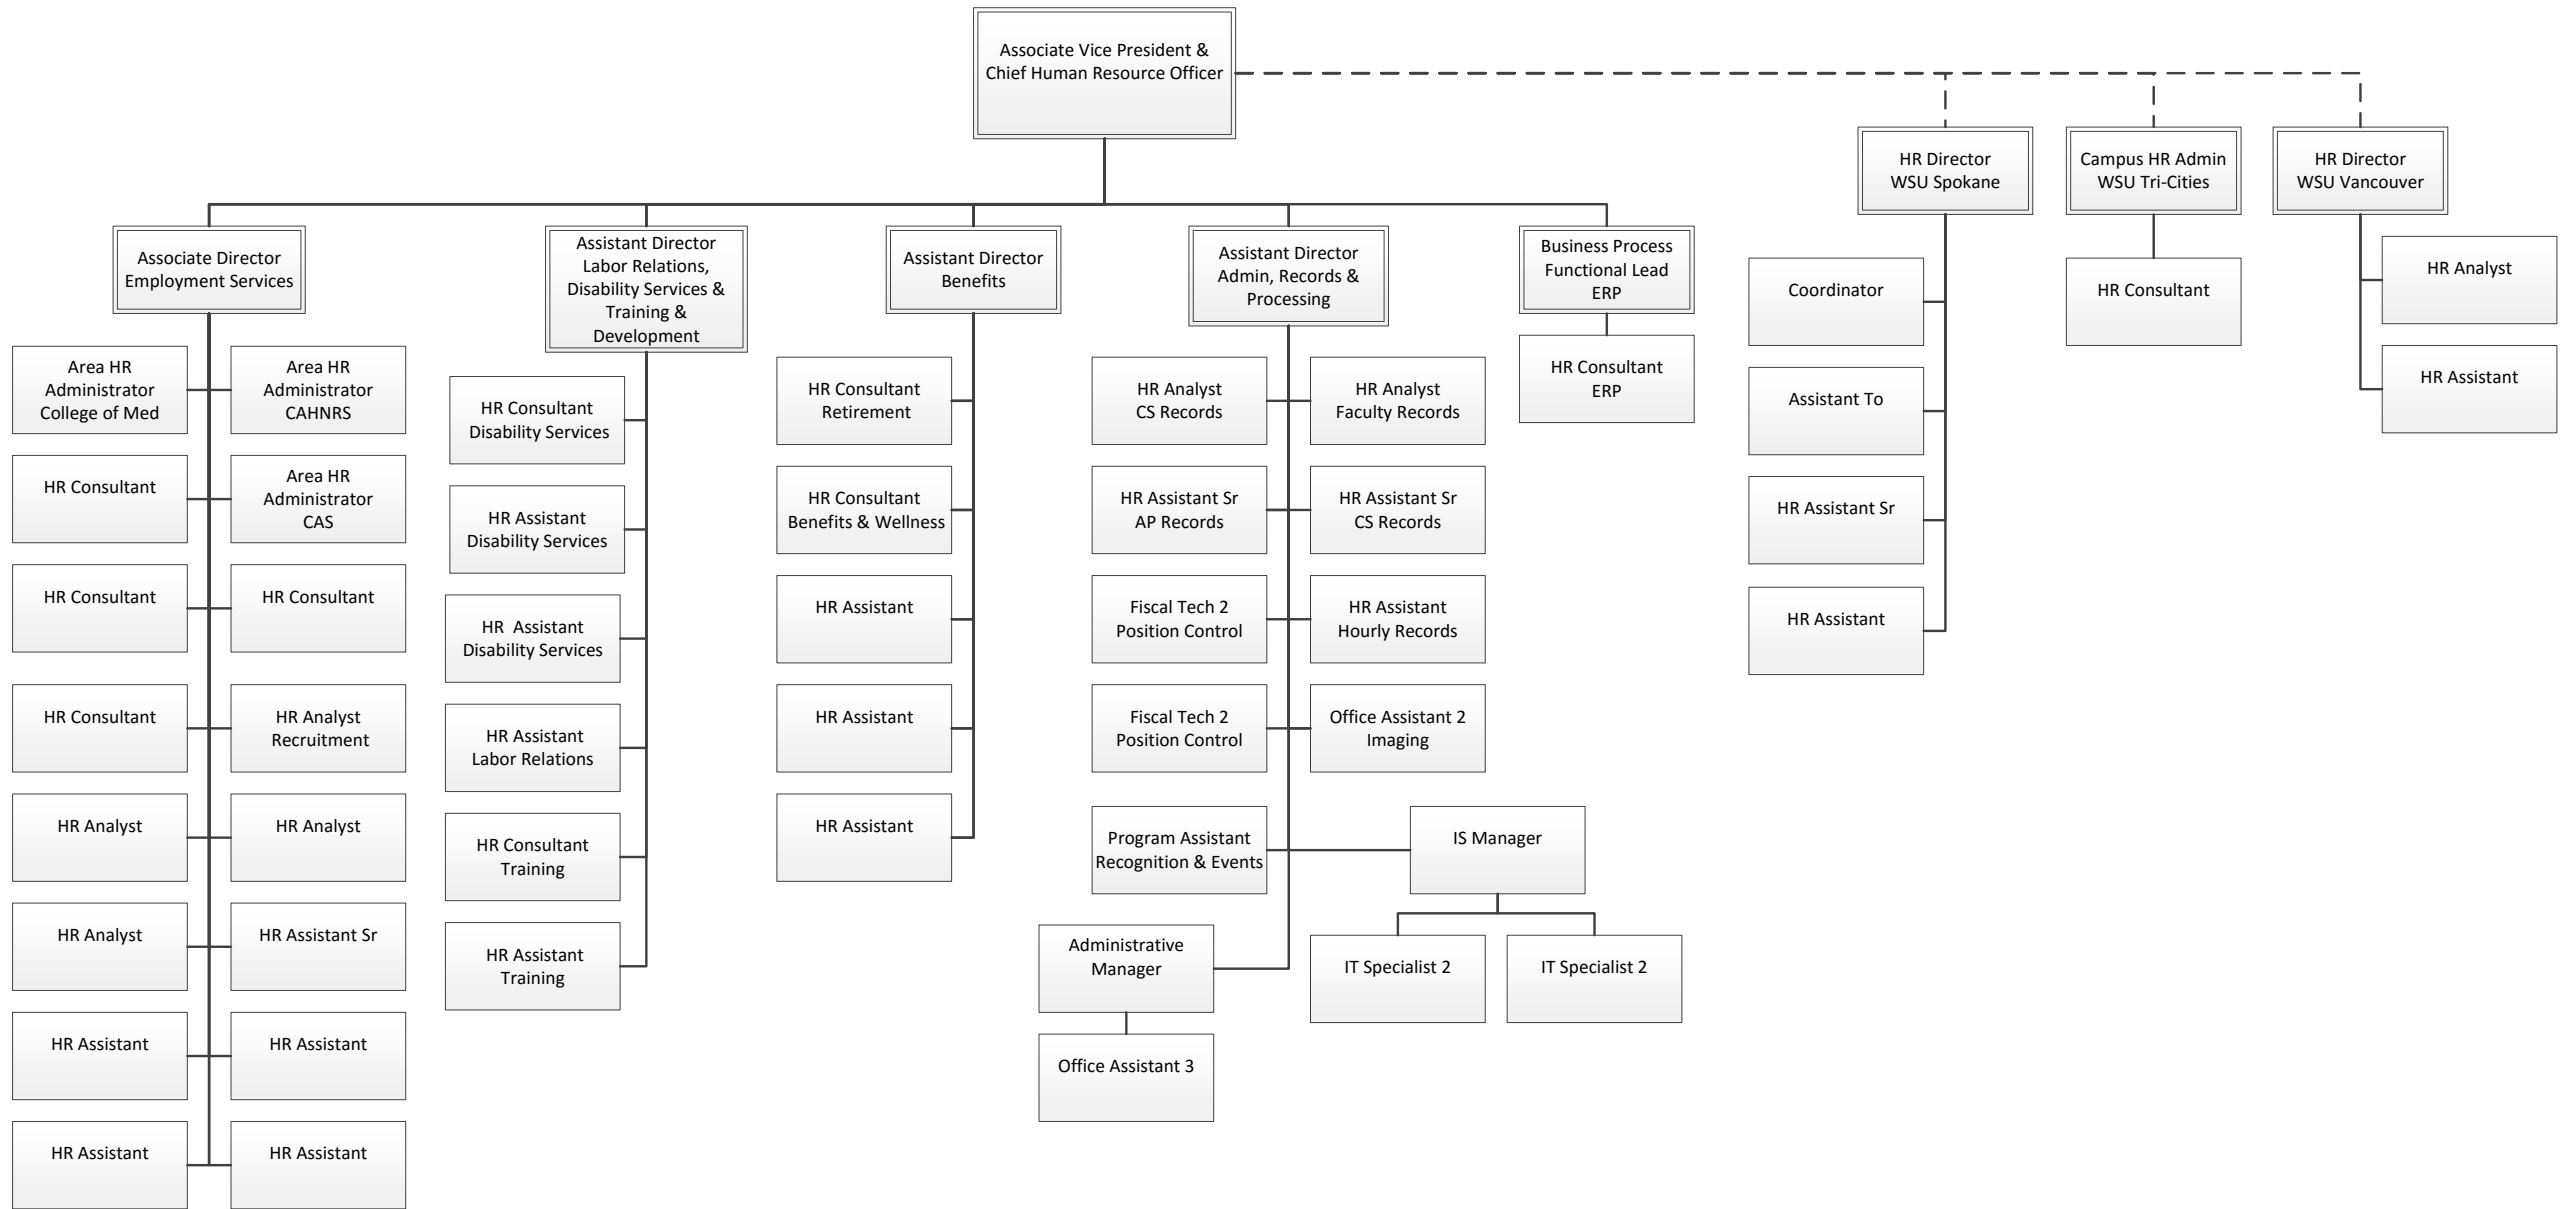 Associate Vice President &
Chief Human Resource Officer
HR Director
WSU Spokane
Campus HR Admin
WSU Tri-Cities
HR Director
WSU Vancouver
Associate Director
Employment Services
Assistant Director
Labor Relations,
Disability Services &
Training &
Development
Assistant Director
Benefits
Assistant Director
Admin, Records &
Processing
Business Process
Functional Lead
ERP
Area HR
Administrator
College of Med
Area HR
Administrator
CAHNRS
HR Consultant
Area HR
Administrator
CAS
HR Consultant
HR Consultant
HR Consultant
HR Analyst
Recruitment
HR Analyst
HR Analyst
HR Analyst
HR Assistant Sr
HR Assistant
HR Assistant
HR Assistant
HR Assistant
HR Consultant
Disability Services
HR Assistant
Disability Services
HR  Assistant
Disability Services
HR Assistant
Labor Relations
HR Consultant
Training
HR Assistant
Training
HR Consultant
Retirement
HR Consultant
Benefits & Wellness
HR Assistant
HR Assistant
HR Assistant
HR Analyst
CS Records
HR Analyst
Faculty Records
HR Assistant Sr
AP Records
HR Assistant Sr
CS Records
Fiscal Tech 2
Position Control
HR Assistant
Hourly Records
Fiscal Tech 2
Position Control
Office Assistant 2
Imaging
Program Assistant
Recognition & Events
IS Manager
Administrative
Manager
IT Specialist 2
IT Specialist 2
Office Assistant 3
HR Consultant
ERP
Coordinator
Assistant To
HR Assistant Sr
HR Assistant
HR Consultant
HR Analyst
HR Assistant